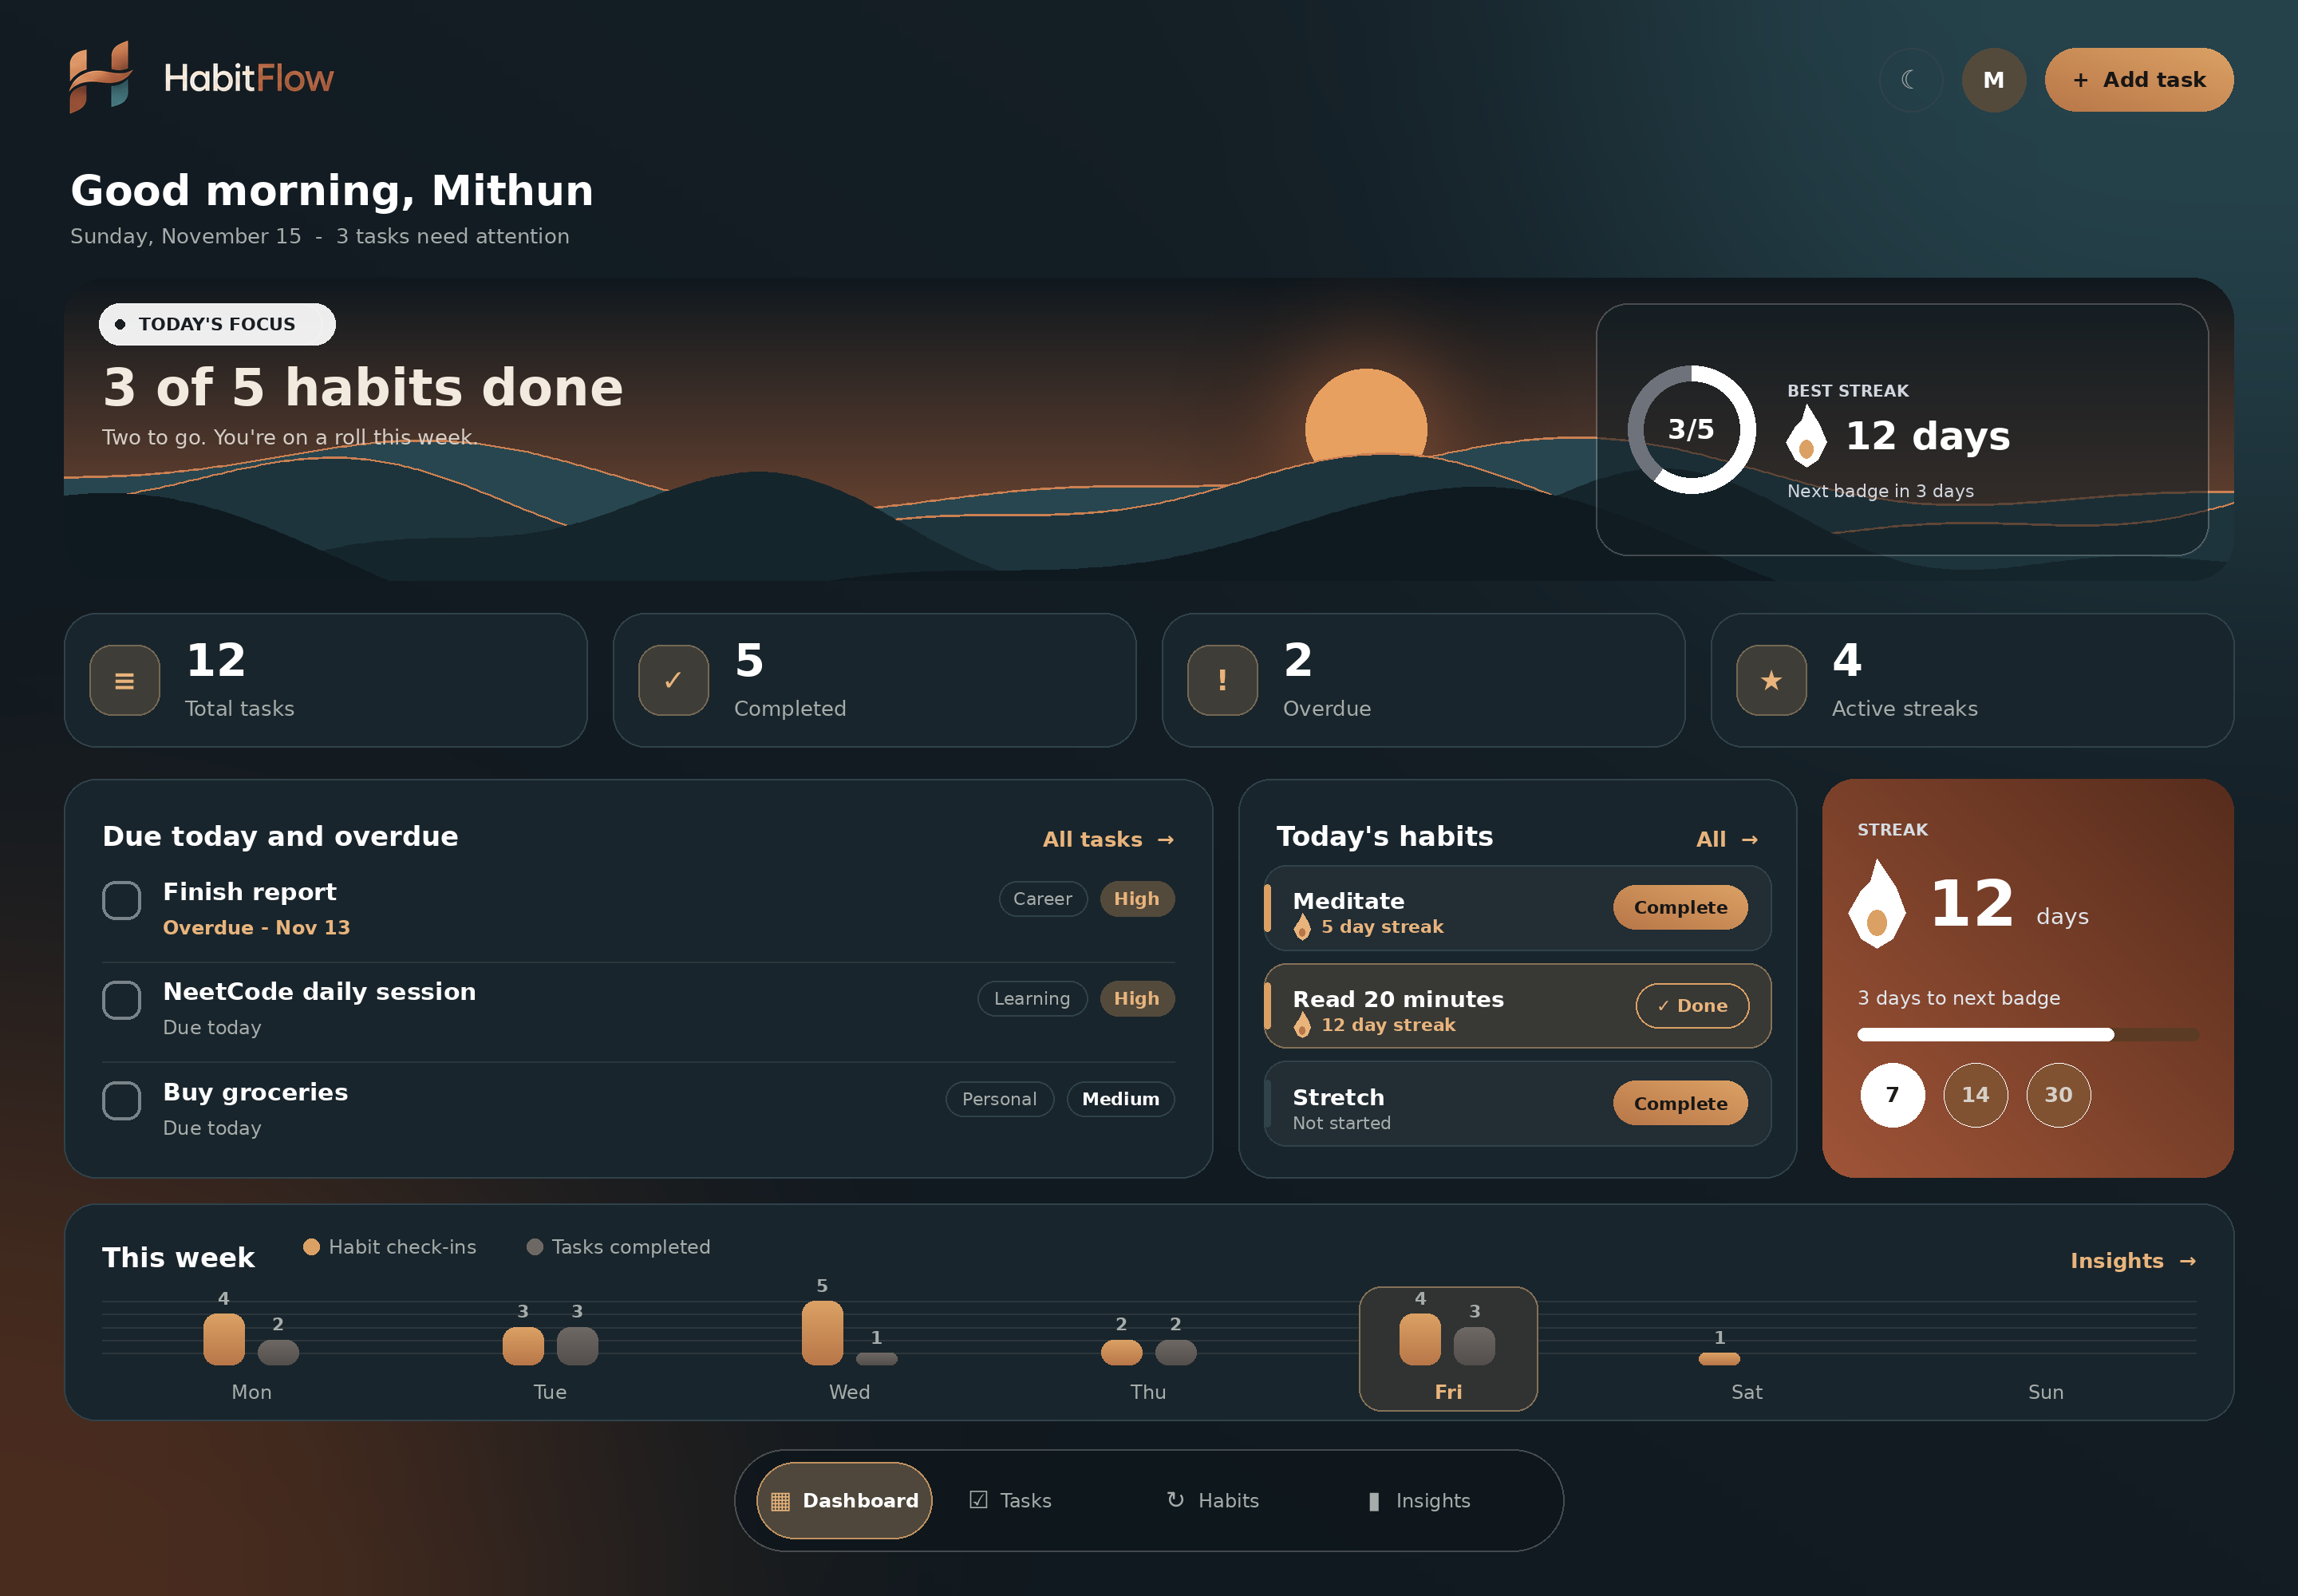 HabitFlow
☾
M
+ Add task
Good morning, Mithun
Sunday, November 15 - 3 tasks need attention
TODAY'S FOCUS
3 of 5 habits done
Two to go. You're on a roll this week.
3/5
BEST STREAK
12 days
Next badge in 3 days
12
Total tasks
✓
5
Completed
!
2
Overdue
★
4
Active streaks
Due today and overdue
All tasks →
Finish report
Overdue - Nov 13
Career
High
NeetCode daily session
Due today
Learning
High
Buy groceries
Due today
Personal
Medium
Today's habits
All →
Meditate
5 day streak
Complete
Read 20 minutes
12 day streak
✓ Done
Stretch
Not started
Complete
STREAK
12 days
3 days to next badge
7
14
30
This week
Habit check-ins
Tasks completed
Insights →
4 2 3 3 5 1 2 2 4 3 1
Mon Tue Wed Thu Fri Sat Sun
Dashboard
Tasks
Habits
Insights